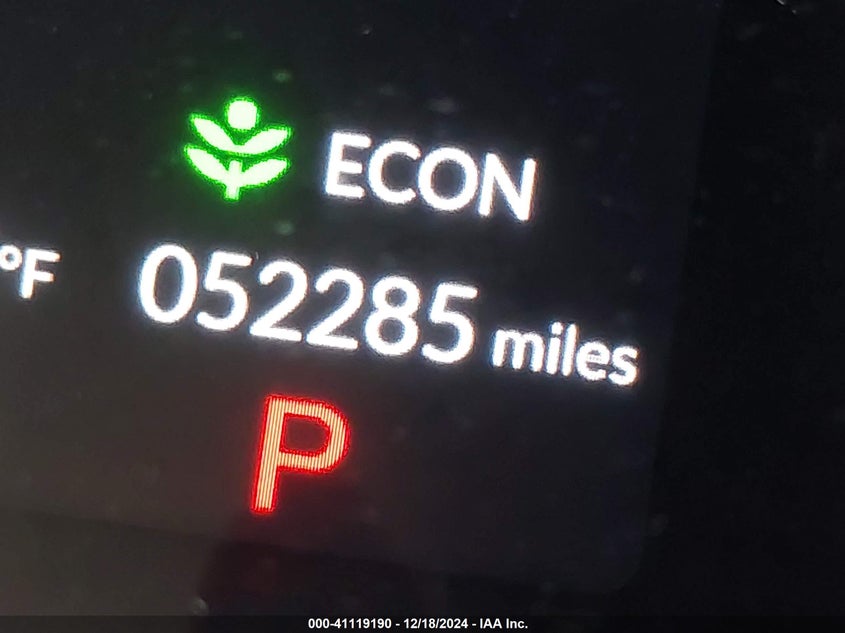 ECON
°F
052285 miles
P
000-41119190 - 12/18/2024 - IAA Inc.